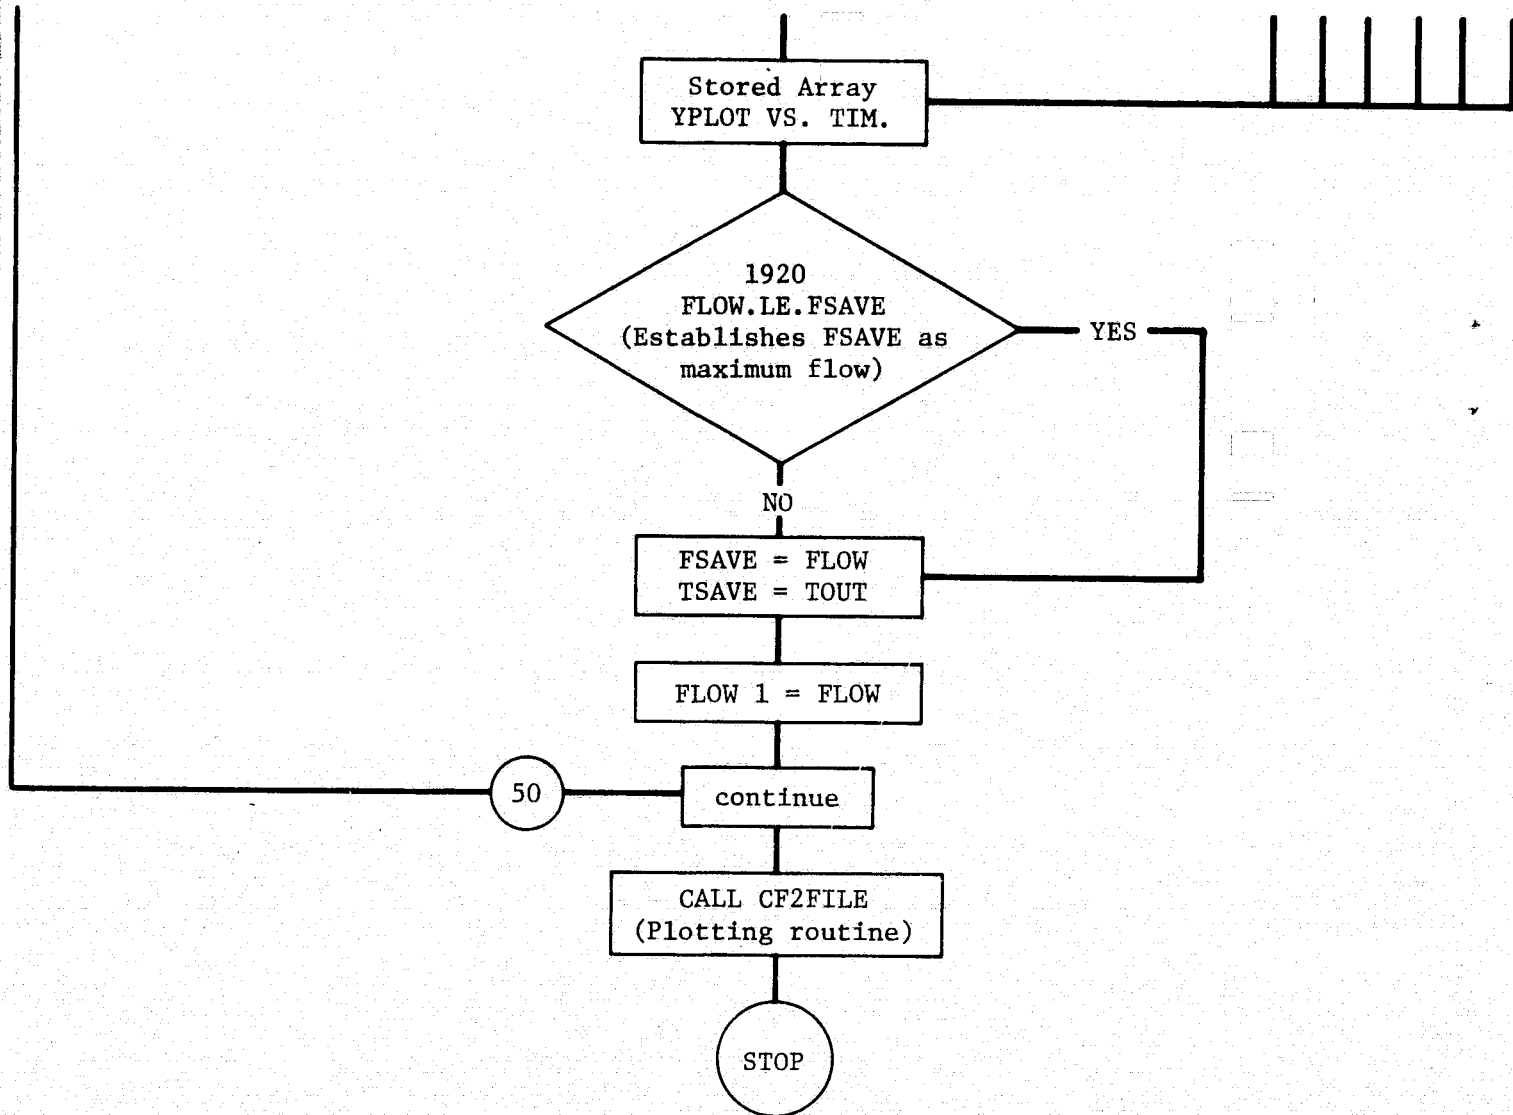 Stored Array
YPLOT VS. TIM.
1920
FLOW.LE.FSAVE
(Establishes FSAVE as
maximum flow)
YES
NO
FSAVE = FLOW
TSAVE = TOUT
FLOW 1 = FLOW
50
continue
CALL CF2FILE
(Plotting routine)
STOP